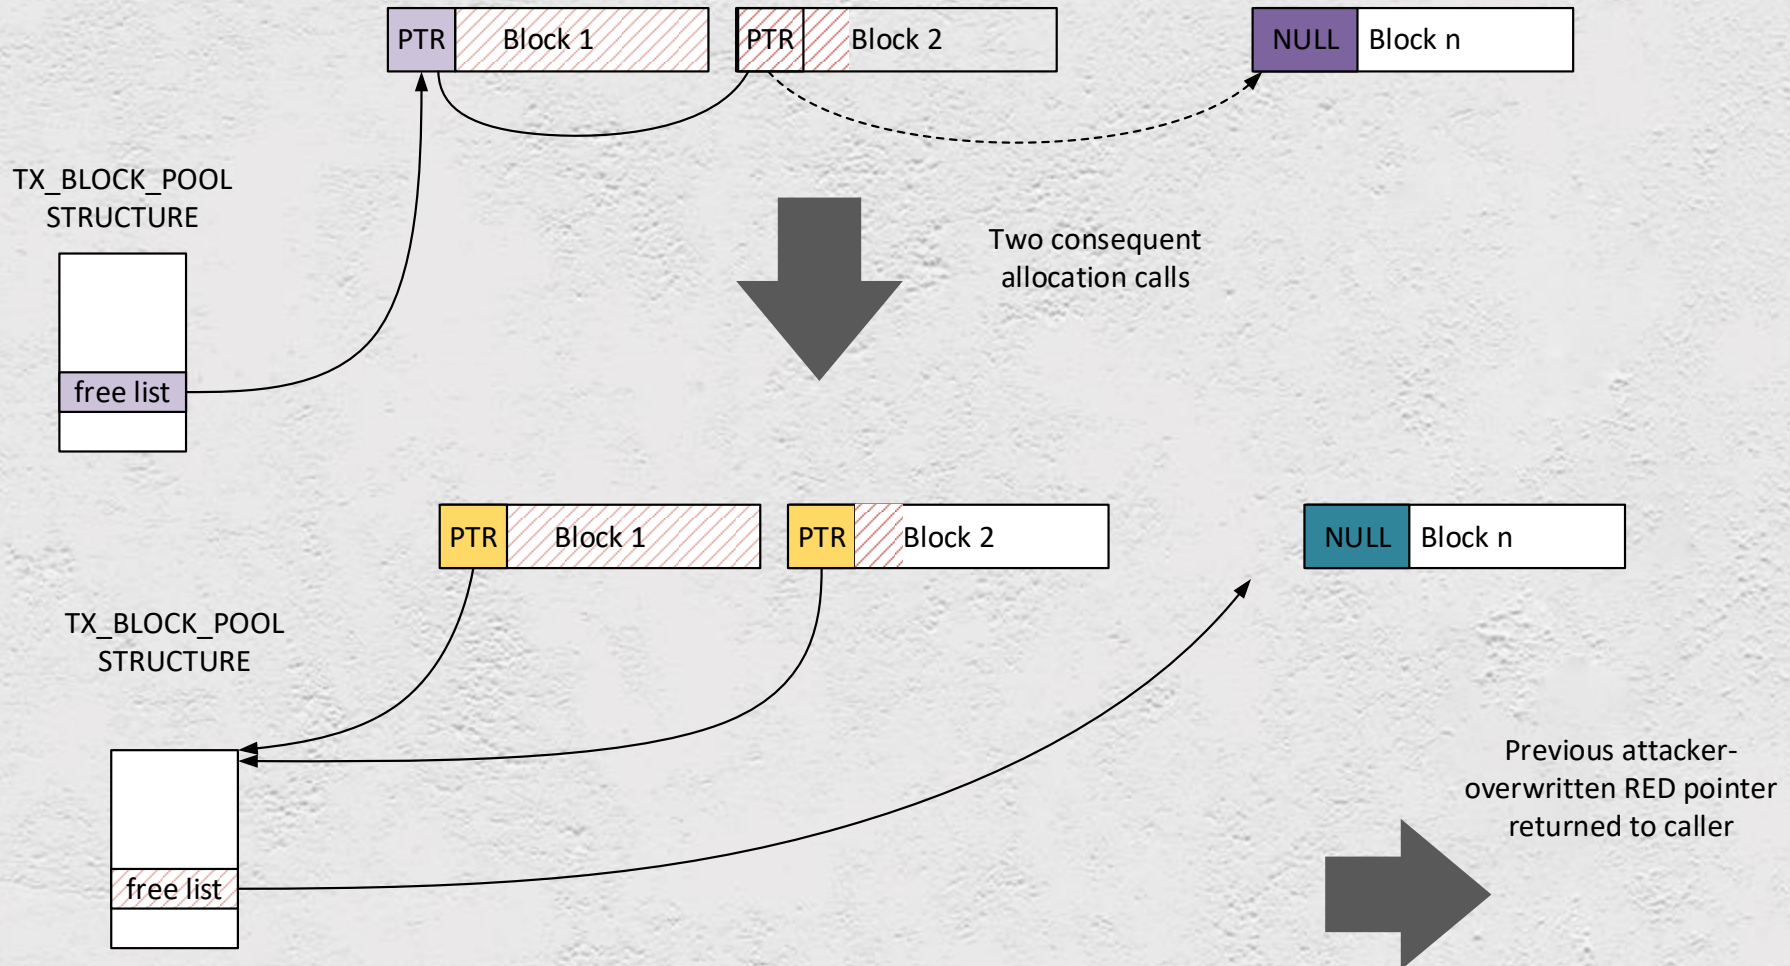 PTR
Block 1
PTR
Block 2
NULL
Block n
TX_BLOCK_POOL
STRUCTURE
free list
Two consequent
allocation calls
PTR
Block 1
PTR
Block 2
NULL
Block n
TX_BLOCK_POOL
STRUCTURE
free list
Previous attacker-
overwritten RED pointer
returned to caller